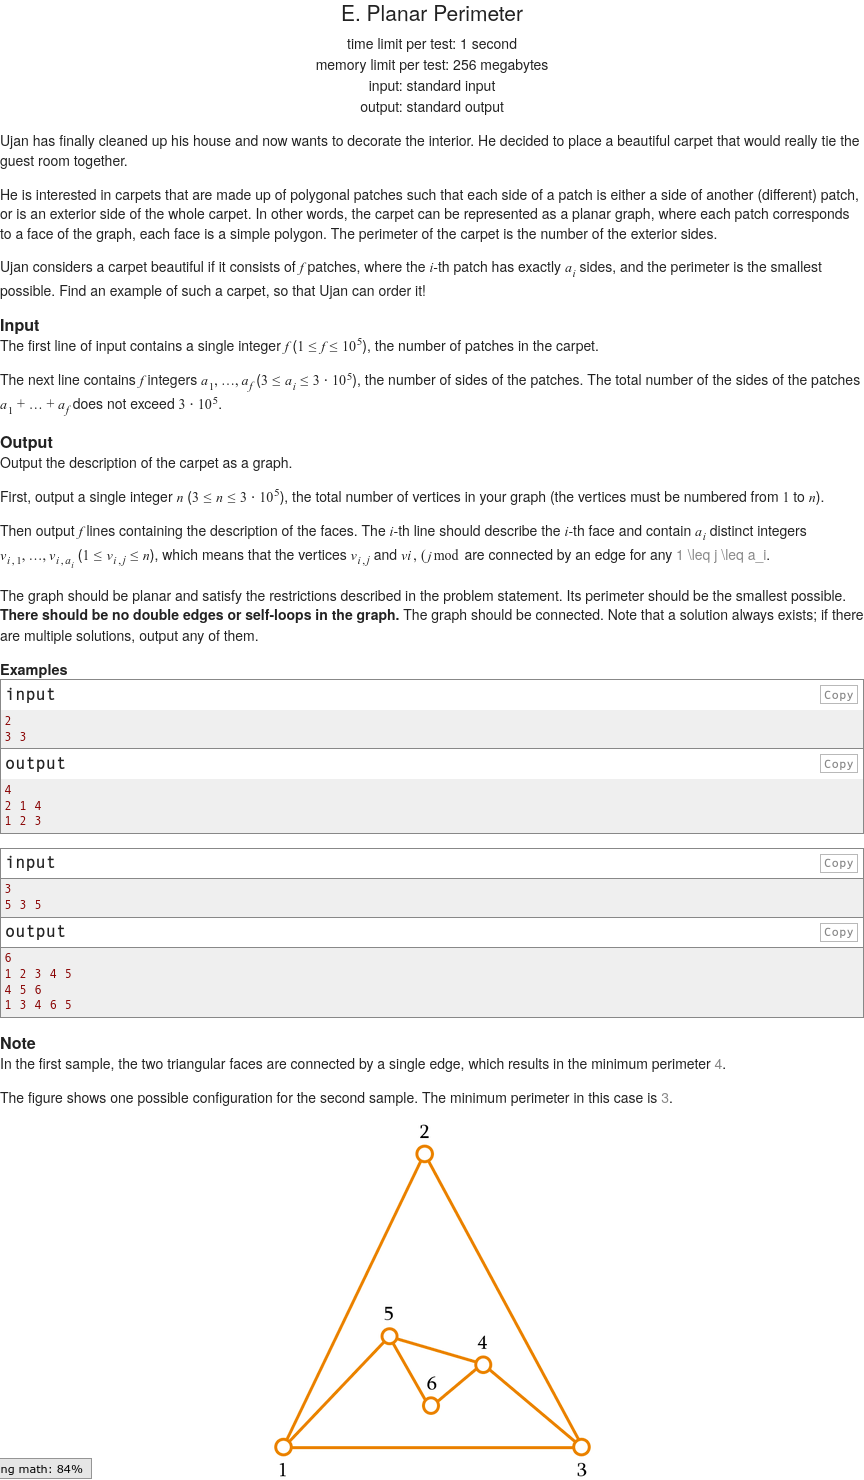 E. Planar Perimeter
time limit per test: 1 second
memory limit per test: 256 megabytes
input: standard input
output: standard output
Ujan has finally cleaned up his house and now wants to decorate the interior. He decided to place a beautiful carpet that would really tie the
guest room together.
He is interested in carpets that are made up of polygonal patches such that each side of a patch is either a side of another (different) patch,
or is an exterior side of the whole carpet. In other words, the carpet can be represented as a planar graph, where each patch corresponds
to a face of the graph, each face is a simple polygon. The perimeter of the carpet is the number of the exterior sides.
Ujan considers a carpet beautiful if it consists of f patches, where the i-th patch has exactly a_i sides, and the perimeter is the smallest
possible. Find an example of such a carpet, so that Ujan can order it!
Input
The first line of input contains a single integer f (1 ≤ f ≤ 10^5), the number of patches in the carpet.
The next line contains f integers a_1, …, a_f (3 ≤ a_i ≤ 3 · 10^5), the number of sides of the patches. The total number of the sides of the patches
a_1 + … + a_f does not exceed 3 · 10^5.
Output
Output the description of the carpet as a graph.
First, output a single integer n (3 ≤ n ≤ 3 · 10^5), the total number of vertices in your graph (the vertices must be numbered from 1 to n).
Then output f lines containing the description of the faces. The i-th line should describe the i-th face and contain a_i distinct integers
v_{i,1}, …, v_{i,a_i} (1 ≤ v_{i,j} ≤ n), which means that the vertices v_{i,j} and vi, (j mod are connected by an edge for any 1 \leq j \leq a_i.
The graph should be planar and satisfy the restrictions described in the problem statement. Its perimeter should be the smallest possible.
There should be no double edges or self-loops in the graph. The graph should be connected. Note that a solution always exists; if there
are multiple solutions, output any of them.
Examples
input
Copy
2
3 3
output
Copy
4
2 1 4
1 2 3
input
Copy
3
5 3 5
output
Copy
6
1 2 3 4 5
4 5 6
1 3 4 6 5
Note
In the first sample, the two triangular faces are connected by a single edge, which results in the minimum perimeter 4.
The figure shows one possible configuration for the second sample. The minimum perimeter in this case is 3.
2
5
4
6
1
3
ng math: 84%